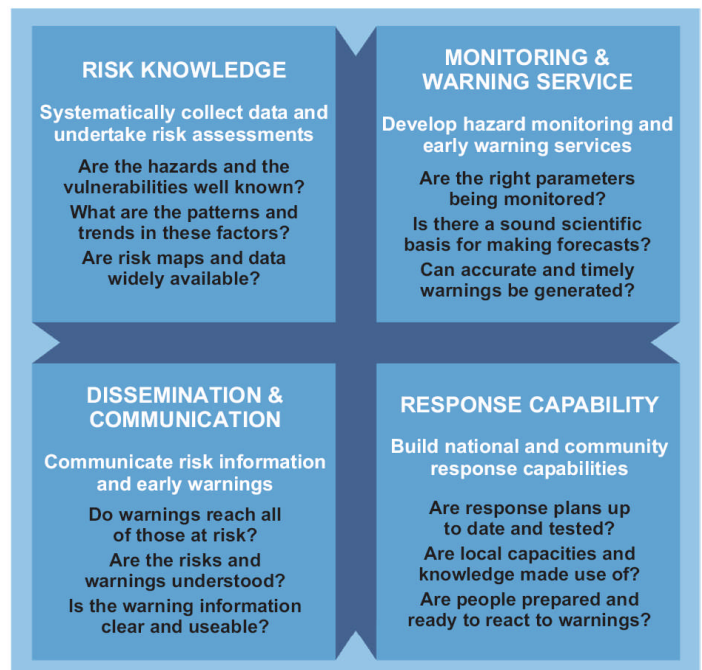 RISK KNOWLEDGE
Systematically collect data and
undertake risk assessments
Are the hazards and the
vulnerabilities well known?
What are the patterns and
trends in these factors?
Are risk maps and data
widely available?
MONITORING &
WARNING SERVICE
Develop hazard monitoring and
early warning services
Are the right parameters
being monitored?
Is there a sound scientific
basis for making forecasts?
Can accurate and timely
warnings be generated?
DISSEMINATION &
COMMUNICATION
Communicate risk information
and early warnings
Do warnings reach all
of those at risk?
Are the risks and
warnings understood?
Is the warning information
clear and useable?
RESPONSE CAPABILITY
Build national and community
response capabilities
Are response plans up
to date and tested?
Are local capacities and
knowledge made use of?
Are people prepared and
ready to react to warnings?